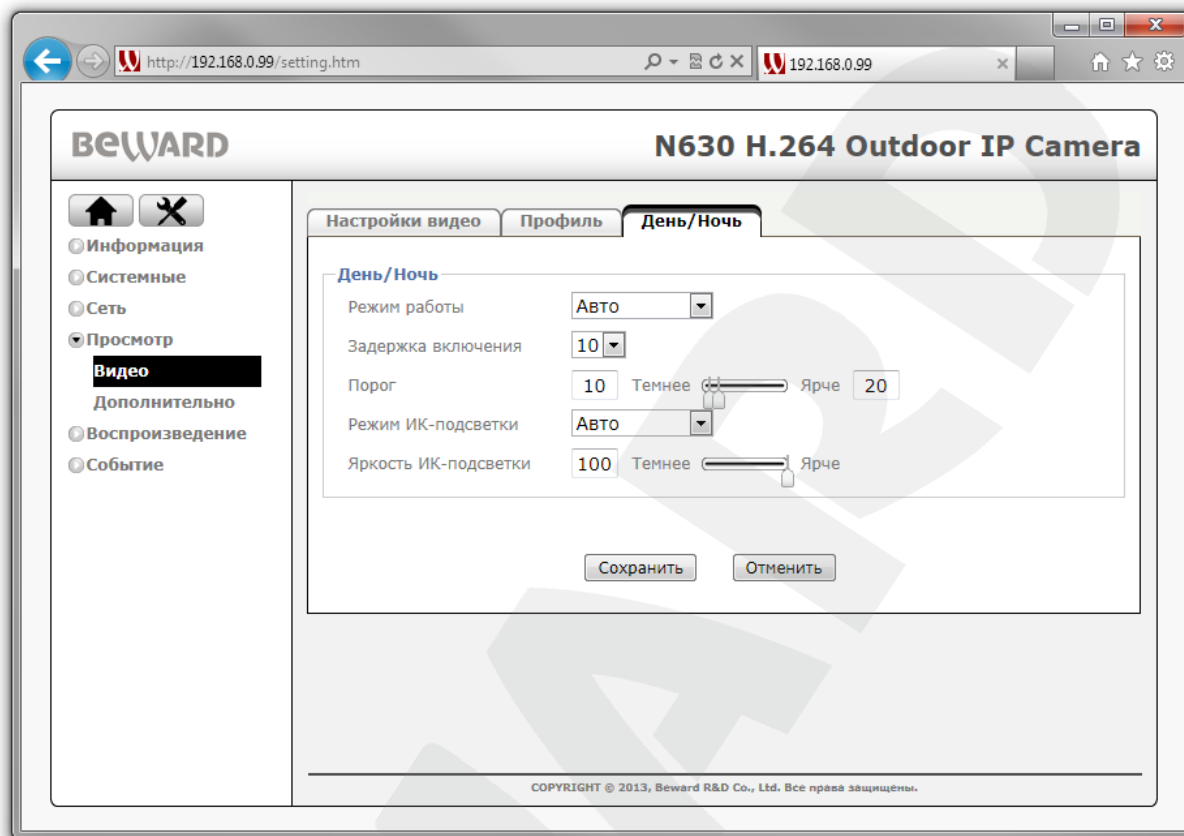 http://192.168.0.99/setting.htm
192.168.0.99
BEWARD
N630 H.264 Outdoor IP Camera
Информация
Системные
Сеть
Просмотр
Видео
Дополнительно
Воспроизведение
Событие
Настройки видео Профиль День/Ночь
День/Ночь
Режим работы Авто
Задержка включения 10
Порог 10 Темнее Ярче 20
Режим ИК-подсветки Авто
Яркость ИК-подсветки 100 Темнее Ярче
Сохранить Отменить
COPYRIGHT © 2013, Beward R&D Co., Ltd. Все права защищены.